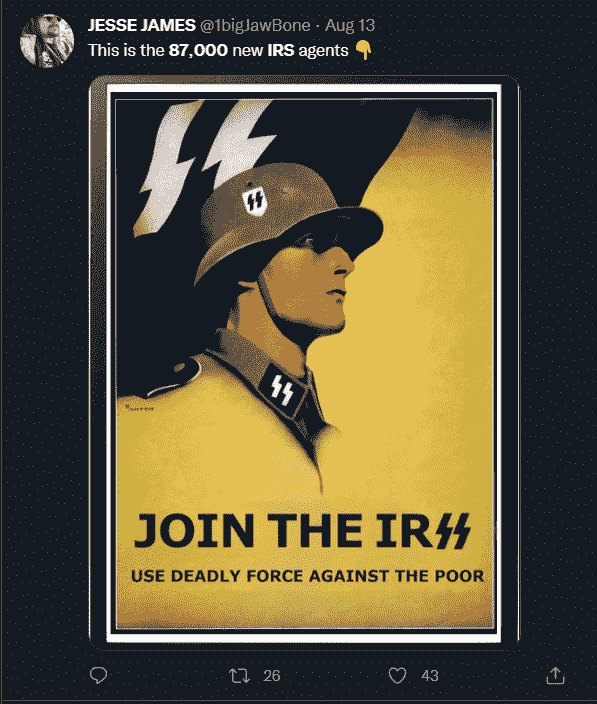 JESSE JAMES @1bigJawBone · Aug 13
This is the 87,000 new IRS agents 👇
JOIN THE IRᛋᛋ
USE DEADLY FORCE AGAINST THE POOR
26
43